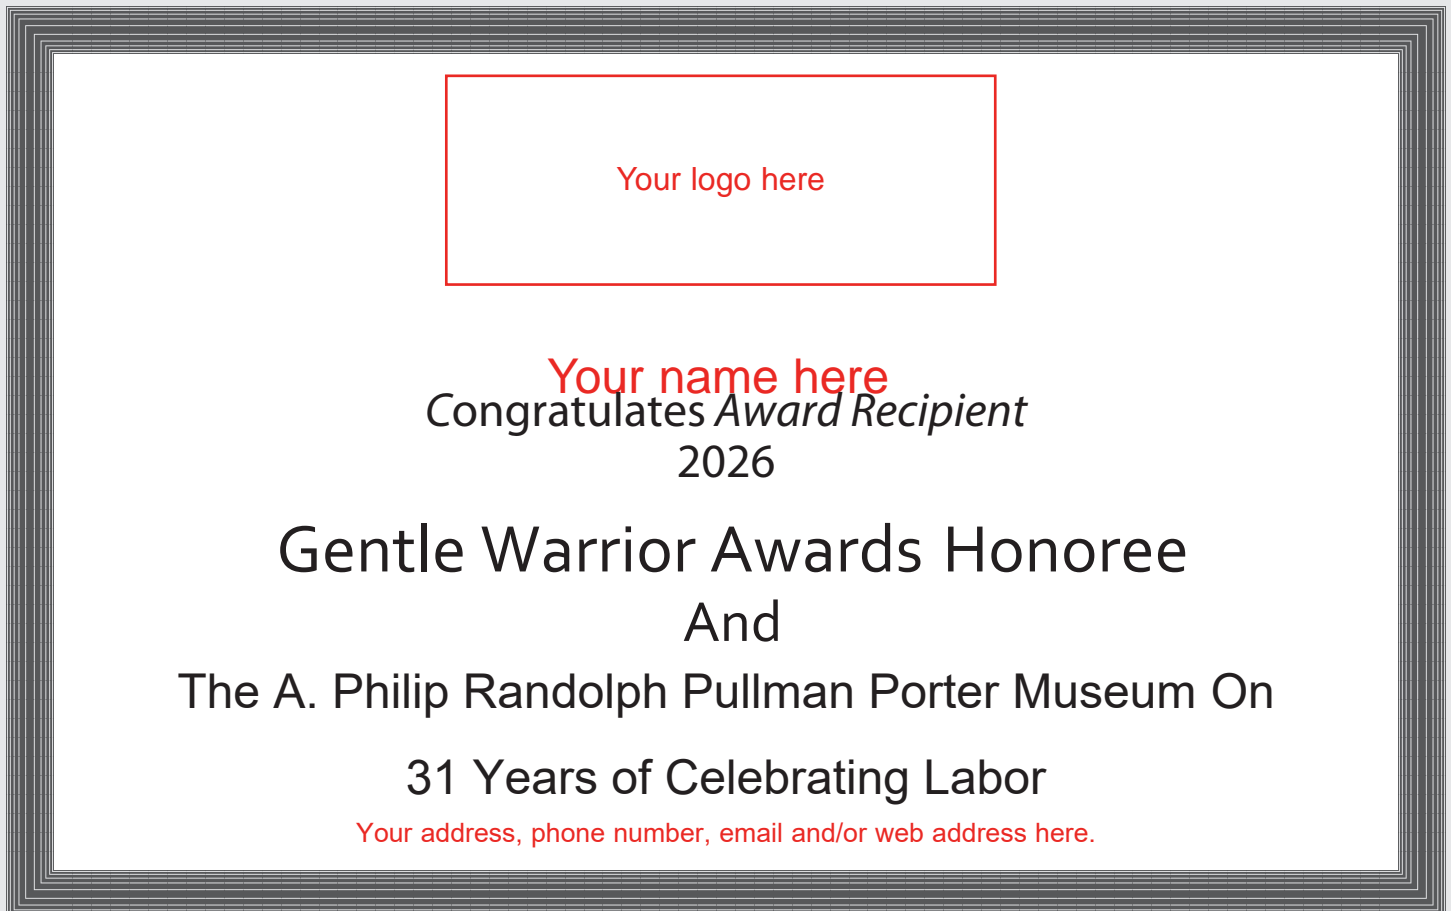 Your logo here
Your name here
Congratulates Award Recipient
2026
Gentle Warrior Awards Honoree
And
The A. Philip Randolph Pullman Porter Museum On
31 Years of Celebrating Labor
Your address, phone number, email and/or web address here.